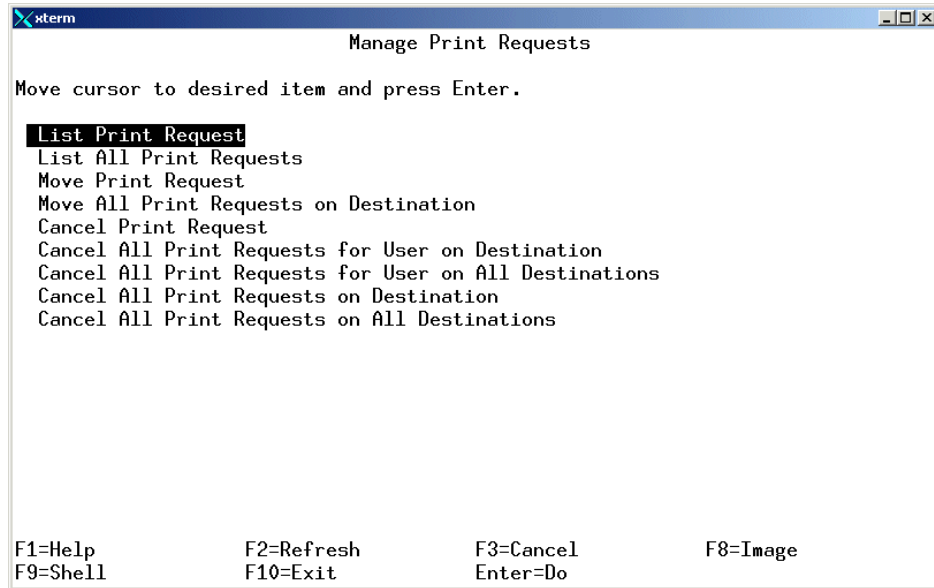 xterm
Manage Print Requests
Move cursor to desired item and press Enter.
List Print Request
List All Print Requests
Move Print Request
Move All Print Requests on Destination
Cancel Print Request
Cancel All Print Requests for User on Destination
Cancel All Print Requests for User on All Destinations
Cancel All Print Requests on Destination
Cancel All Print Requests on All Destinations
F1=Help F2=Refresh F3=Cancel F8=Image
F9=Shell F10=Exit Enter=Do